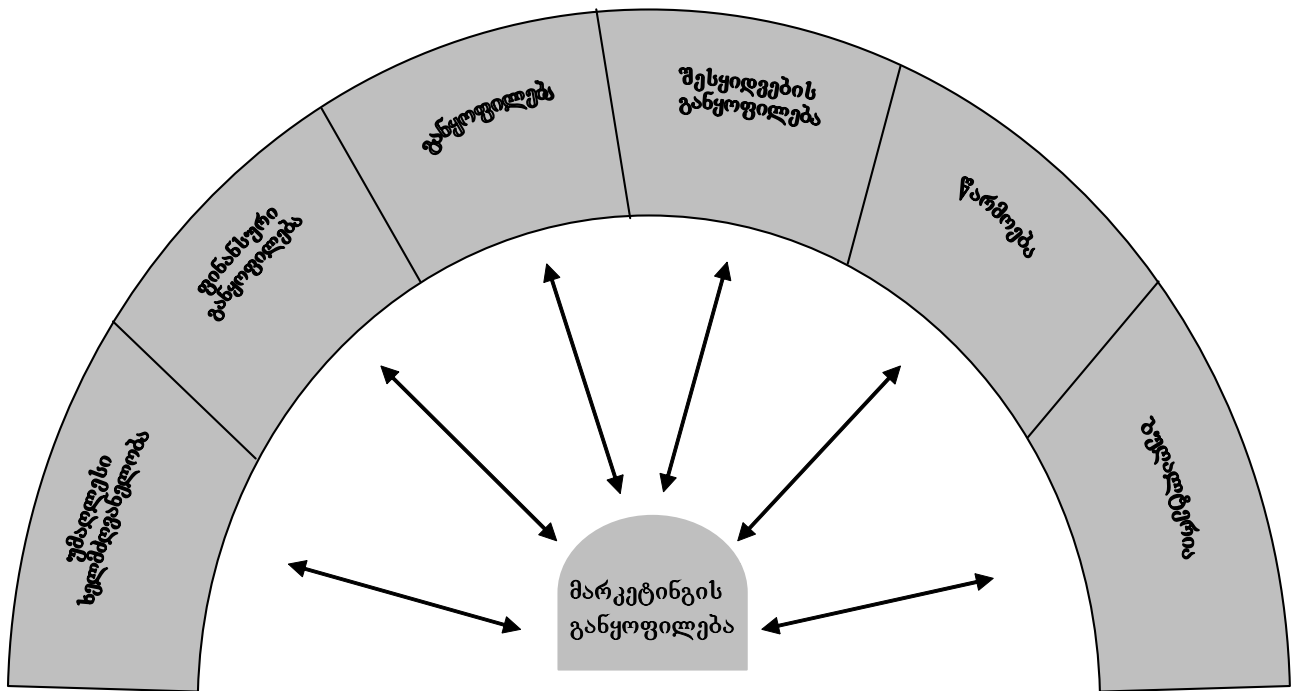 უმაღლესი
ხელმძღვანელობა
ფინანსური
განყოფილება
განყოფილება
შესყიდვების
განყოფილება
წარმოება
ბუღალტერია
მარკეტინგის
განყოფილება